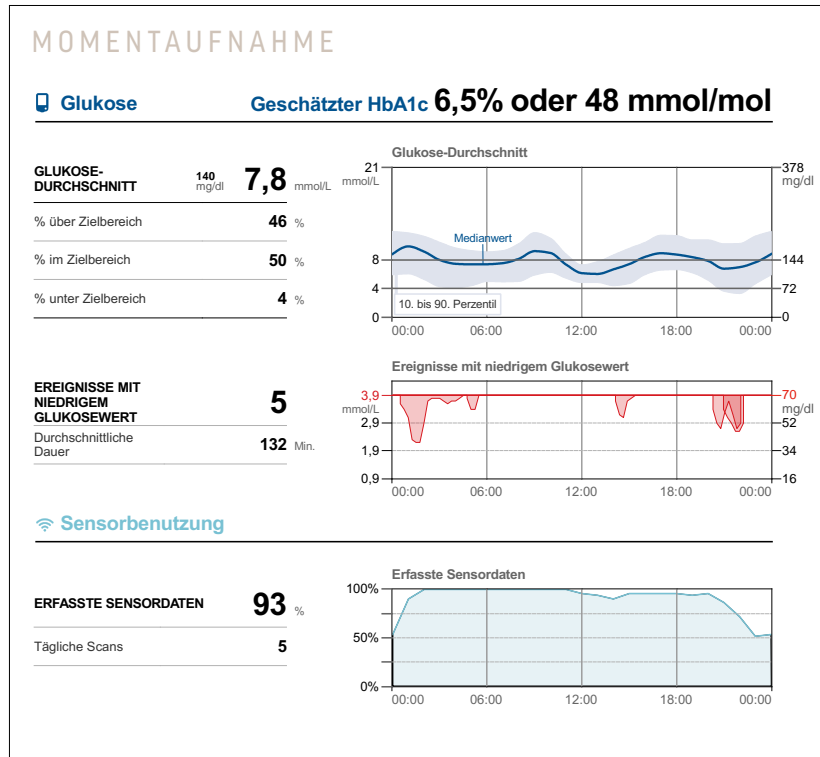 MOMENTAUFNAHME
Glukose
Geschätzter HbA1c 6,5% oder 48 mmol/mol
GLUKOSE-
DURCHSCHNITT
140
mg/dl
7,8 mmol/L
% über Zielbereich 46 %
% im Zielbereich 50 %
% unter Zielbereich 4 %
Glukose-Durchschnitt
21
mmol/L
8
4
0
378
mg/dl
144
72
0
Medianwert
10. bis 90. Perzentil
00:00 06:00 12:00 18:00 00:00
EREIGNISSE MIT
NIEDRIGEM
GLUKOSEWERT
5
Durchschnittliche
Dauer
132 Min.
Ereignisse mit niedrigem Glukosewert
3,9
mmol/L
2,9
1,9
0,9
70
mg/dl
52
34
16
00:00 06:00 12:00 18:00 00:00
Sensorbenutzung
ERFASSTE SENSORDATEN 93 %
Tägliche Scans 5
Erfasste Sensordaten
100%
50%
0%
00:00 06:00 12:00 18:00 00:00